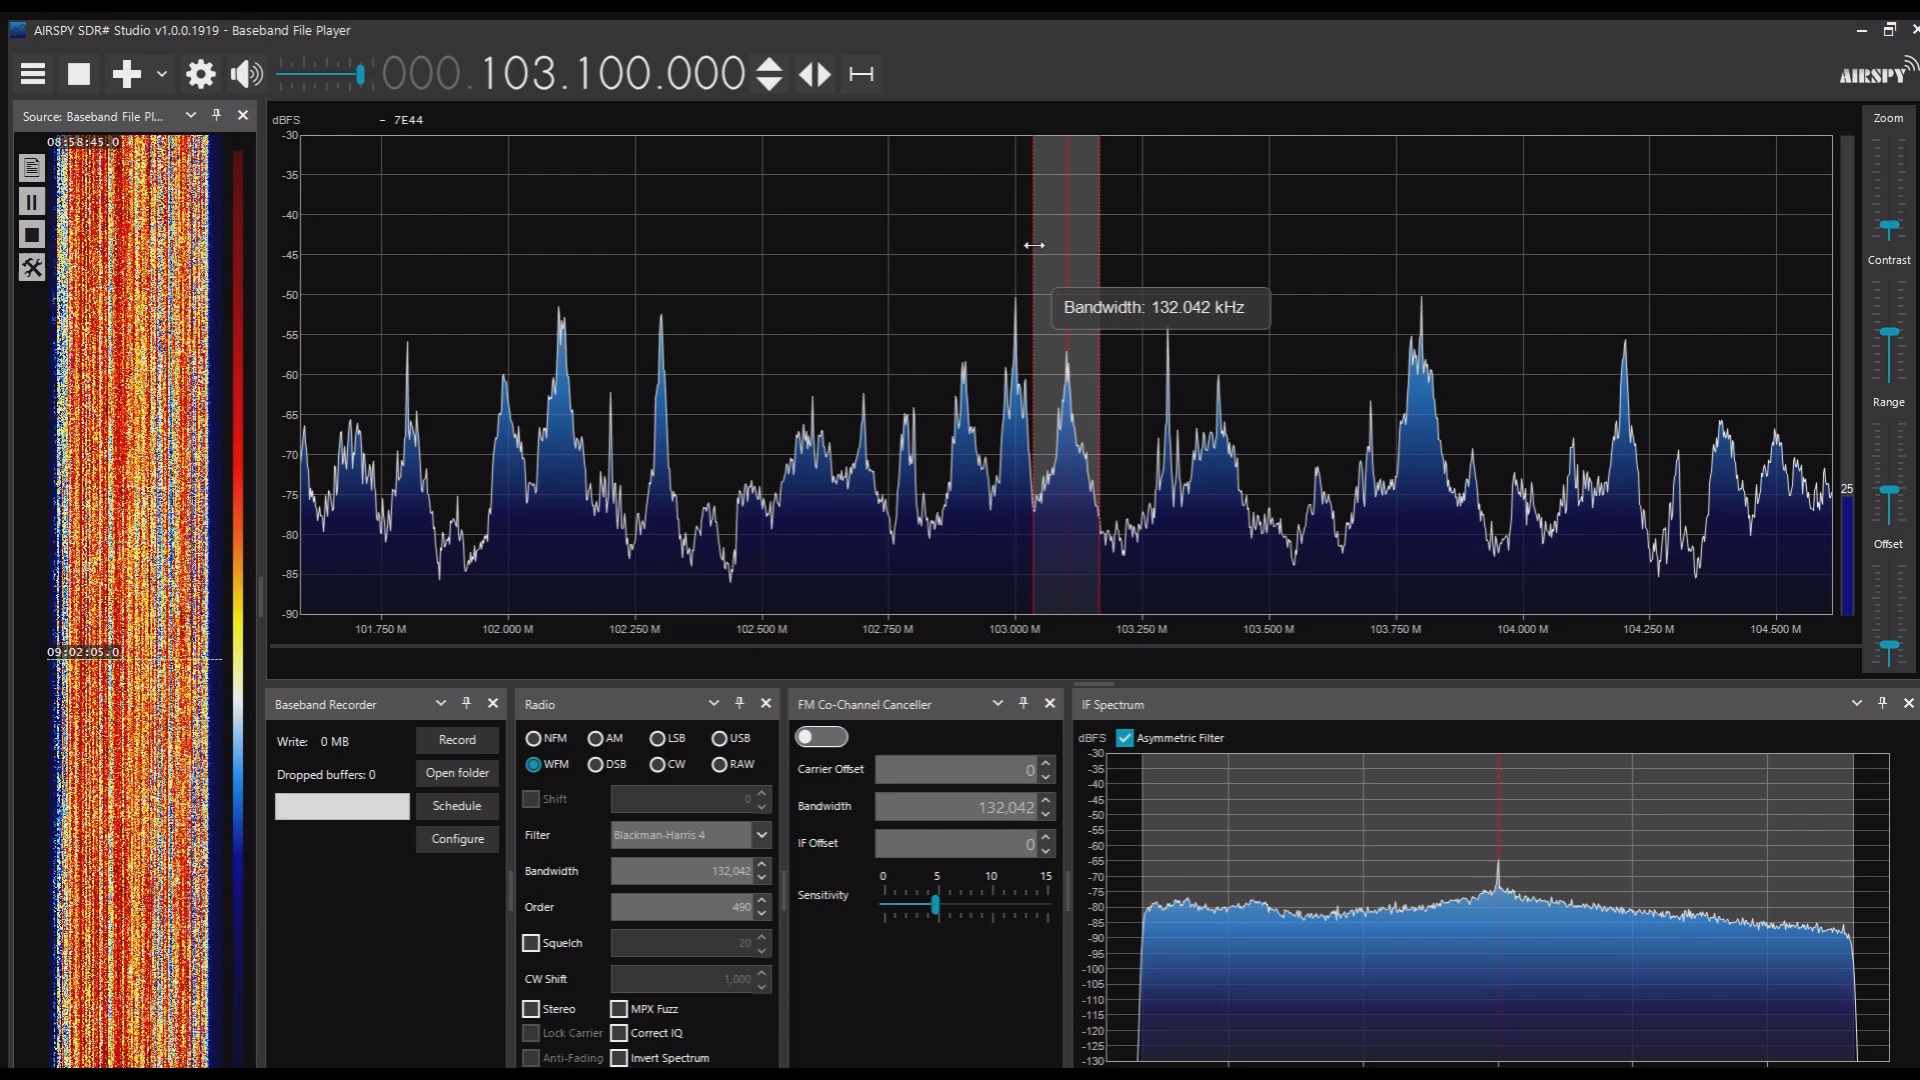 AIRSPY SDR# Studio v1.0.0.1919 - Baseband File Player
000.103.100.000
AIRSPY
Source: Baseband File Pl...
08:58:45.0
09:02:05.0
dBFS
- 7E44
-30
-35
-40
-45
-50
-55
-60
-65
-70
-75
-80
-85
-90
Bandwidth: 132.042 kHz
101.750 M 102.000 M 102.250 M 102.500 M 102.750 M 103.000 M 103.250 M 103.500 M 103.750 M 104.000 M 104.250 M 104.500 M
25
Zoom
Contrast
Range
Offset
Baseband Recorder
Write: 0 MB
Record
Dropped buffers: 0
Open folder
Schedule
Configure
Radio
NFM AM LSB USB
WFM DSB CW RAW
Shift 0
Filter Blackman-Harris 4
Bandwidth 132,042
Order 490
Squelch 20
CW Shift 1,000
Stereo MPX Fuzz
Lock Carrier Correct IQ
Anti-Fading Invert Spectrum
FM Co-Channel Canceller
Carrier Offset 0
Bandwidth 132,042
IF Offset 0
0 5 10 15
Sensitivity
IF Spectrum
dBFS Asymmetric Filter
-30
-35
-40
-45
-50
-55
-60
-65
-70
-75
-80
-85
-90
-95
-100
-105
-110
-115
-120
-125
-130